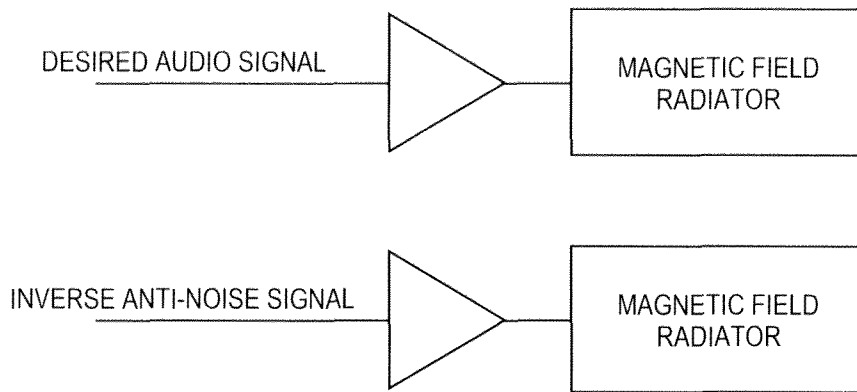 DESIRED AUDIO SIGNAL
MAGNETIC FIELD
RADIATOR
INVERSE ANTI-NOISE SIGNAL
MAGNETIC FIELD
RADIATOR